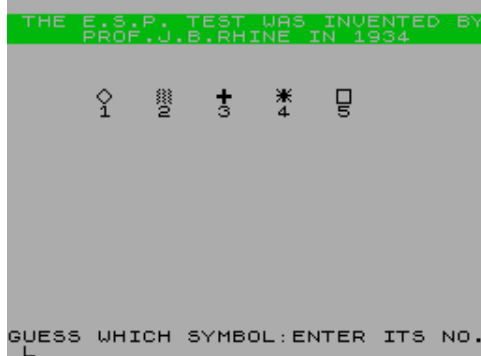 THE E.S.P. TEST WAS INVENTED BY
PROF.J.B.RHINE IN 1934
1 2 3 4 5
GUESS WHICH SYMBOL:ENTER ITS NO.
L